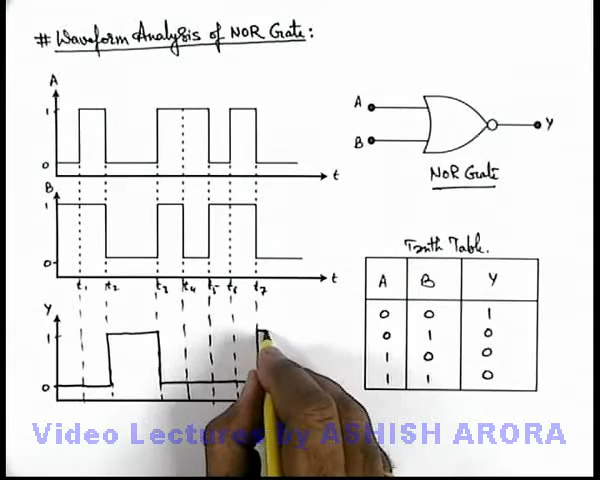 # Waveform Analysis of NOR Gate:
A
1
0
t
B
1
0
t
t1 t2 t3 t4 t5 t6 t7
Y
1
0
A
B
Y
NOR Gate
Truth Table.
A B Y
0 0 1
0 1 0
1 0 0
1 1 0
Video Lectures by ASHISH ARORA